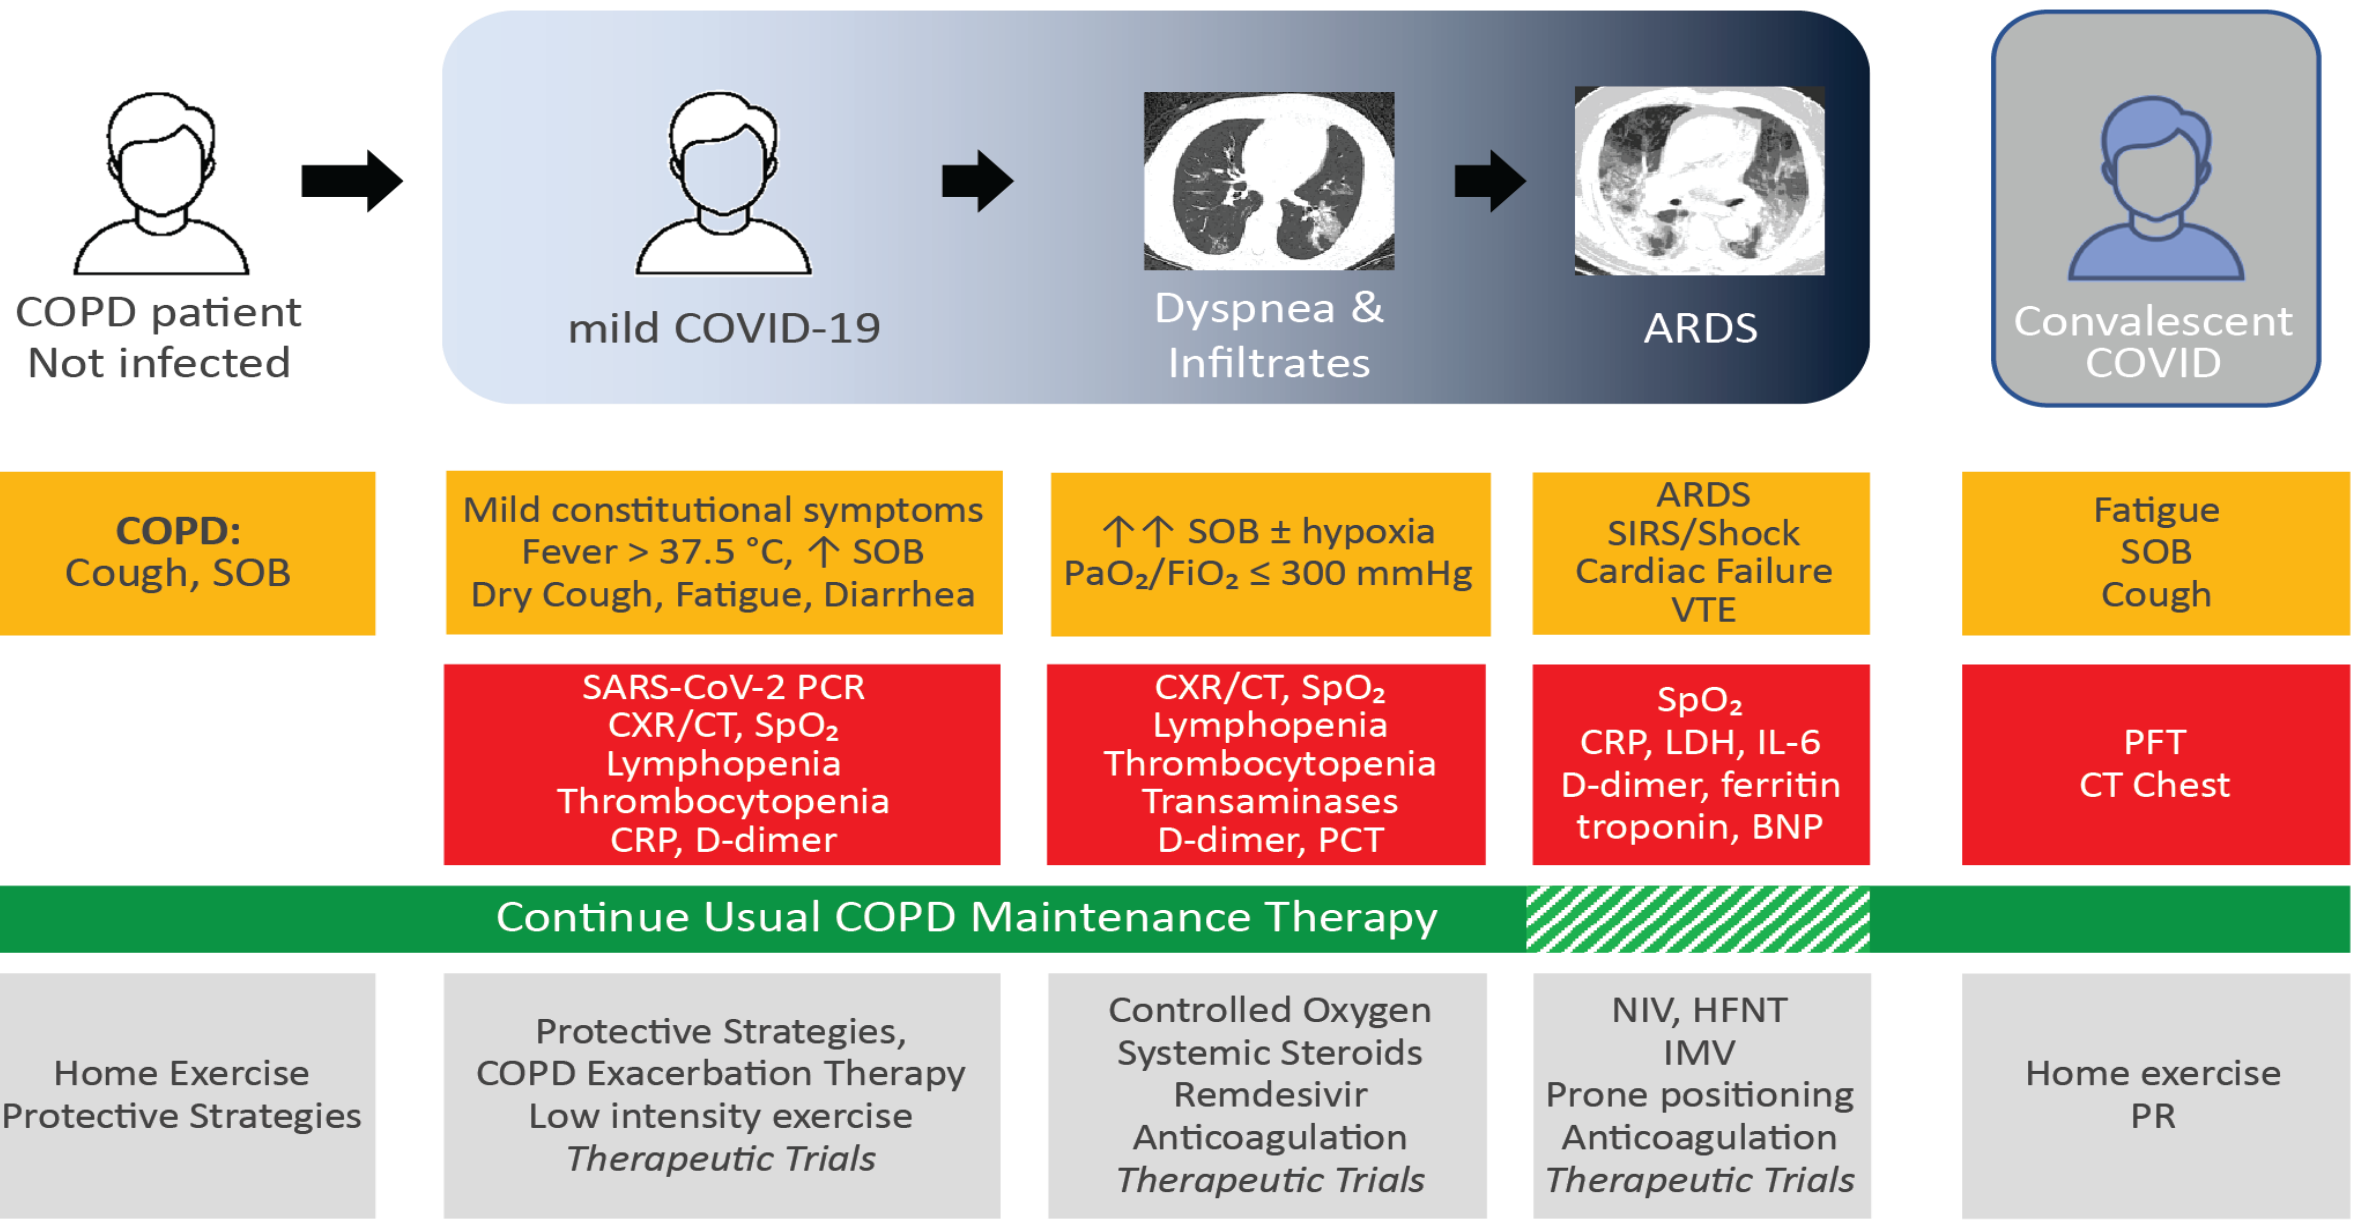 COPD patient
Not infected
mild COVID-19
Dyspnea &
Infiltrates
ARDS
Convalescent
COVID
COPD:
Cough, SOB
Mild constitutional symptoms
Fever > 37.5 °C, ↑ SOB
Dry Cough, Fatigue, Diarrhea
↑↑ SOB ± hypoxia
PaO₂/FiO₂ ≤ 300 mmHg
ARDS
SIRS/Shock
Cardiac Failure
VTE
Fatigue
SOB
Cough
SARS-CoV-2 PCR
CXR/CT, SpO₂
Lymphopenia
Thrombocytopenia
CRP, D-dimer
CXR/CT, SpO₂
Lymphopenia
Thrombocytopenia
Transaminases
D-dimer, PCT
SpO₂
CRP, LDH, IL-6
D-dimer, ferritin
troponin, BNP
PFT
CT Chest
Continue Usual COPD Maintenance Therapy
Home Exercise
Protective Strategies
Protective Strategies,
COPD Exacerbation Therapy
Low intensity exercise
Therapeutic Trials
Controlled Oxygen
Systemic Steroids
Remdesivir
Anticoagulation
Therapeutic Trials
NIV, HFNT
IMV
Prone positioning
Anticoagulation
Therapeutic Trials
Home exercise
PR